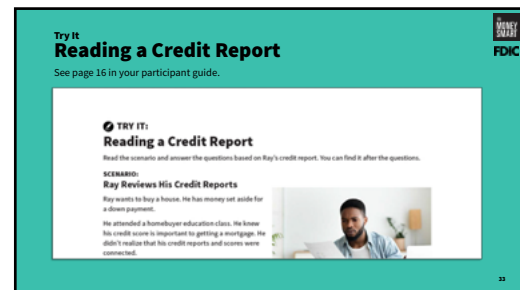 Try It
Reading a Credit Report
See page 16 in your participant guide.
MONEY
SMART
FDIC
TRY IT:
Reading a Credit Report
Read the scenario and answer the questions based on Ray's credit report. You can find it after the questions.
SCENARIO:
Ray Reviews His Credit Reports
Ray wants to buy a house. He has money set aside for
a down payment.
He attended a homebuyer education class. He knew
his credit score is important to getting a mortgage. He
didn't realize that his credit reports and scores were
connected.
33